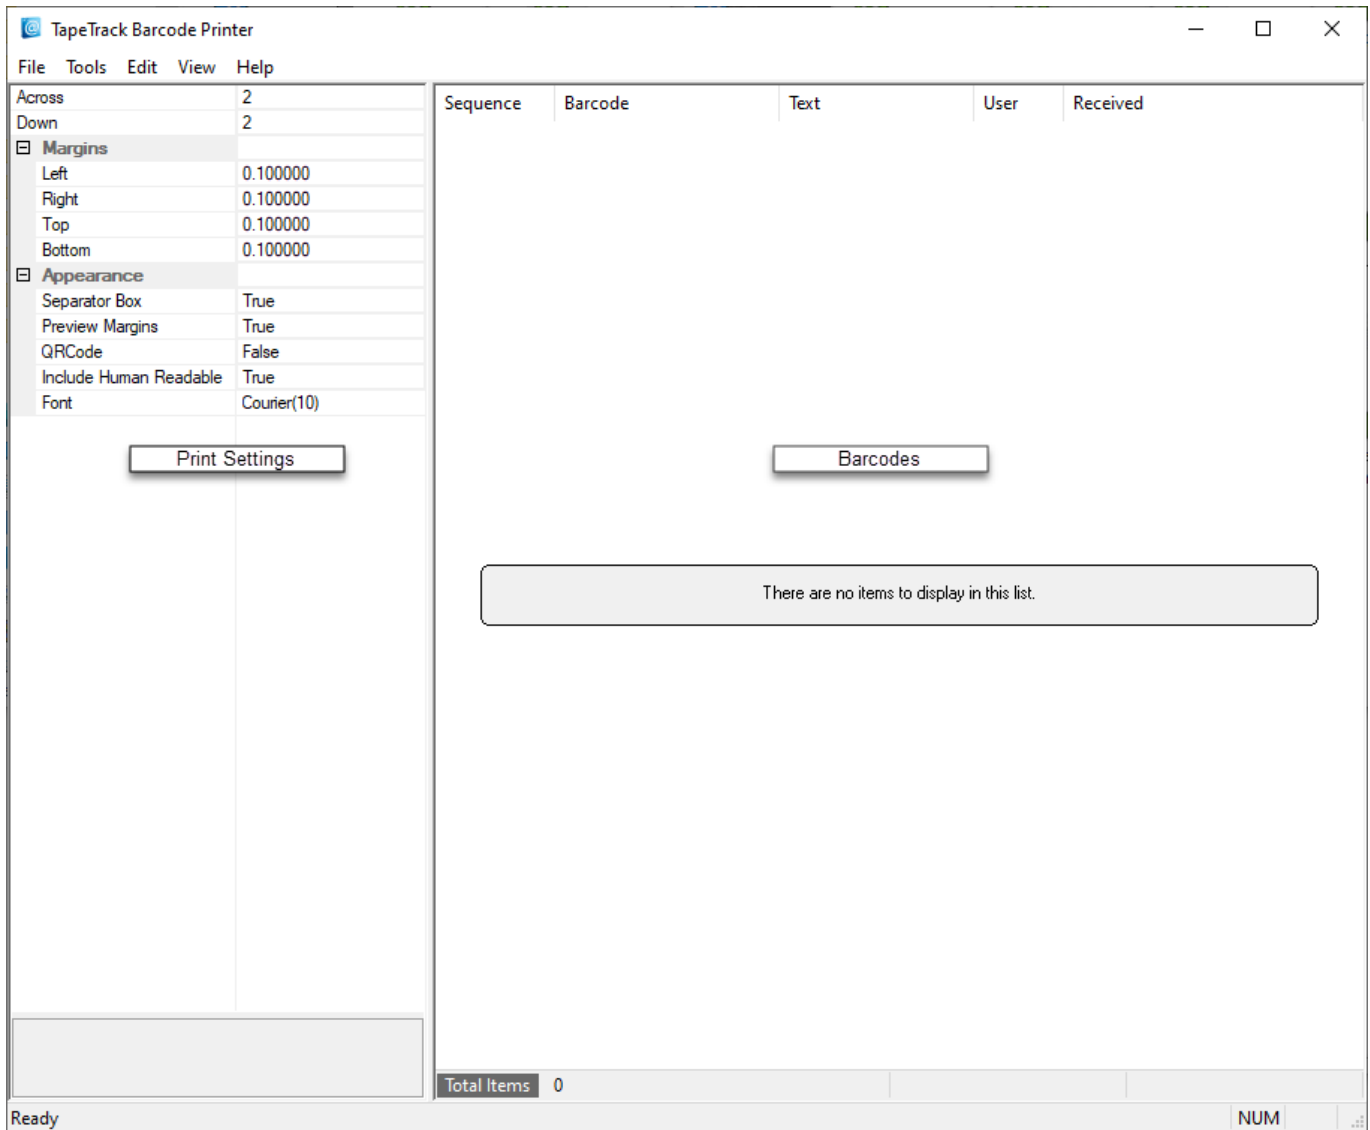 TapeTrack Barcode Printer
File Tools Edit View Help
Across 2
Down 2
Margins
Left 0.100000
Right 0.100000
Top 0.100000
Bottom 0.100000
Appearance
Separator Box True
Preview Margins True
QRCode False
Include Human Readable True
Font Courier(10)
Print Settings
Sequence Barcode Text User Received
Barcodes
There are no items to display in this list.
Total Items 0
Ready NUM